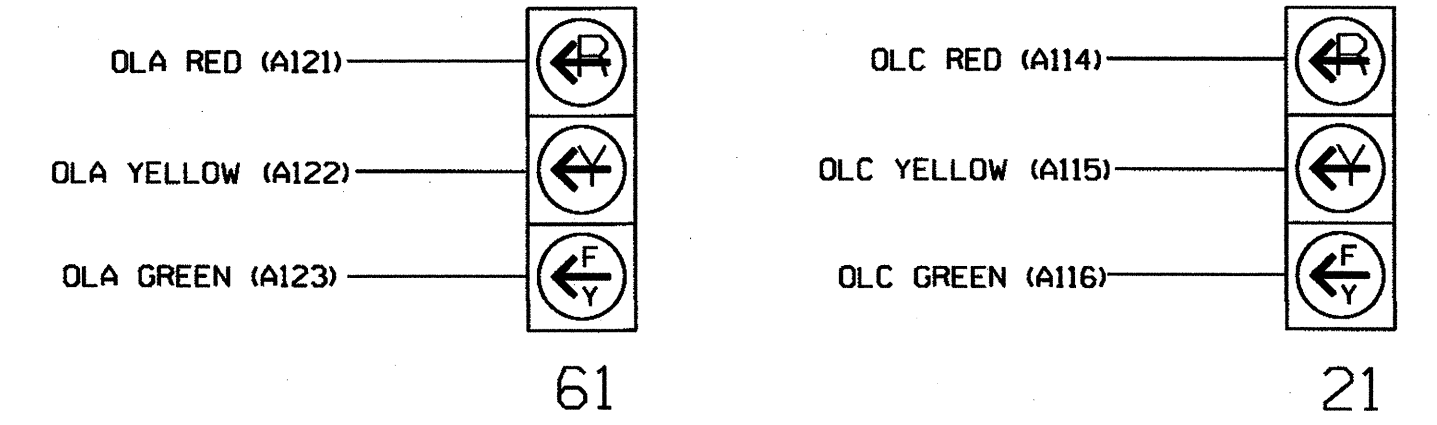 OLA RED (A121)
R
OLA YELLOW (A122)
Y
OLA GREEN (A123)
F
Y
61
OLC RED (A114)
R
OLC YELLOW (A115)
Y
OLC GREEN (A116)
F
Y
21